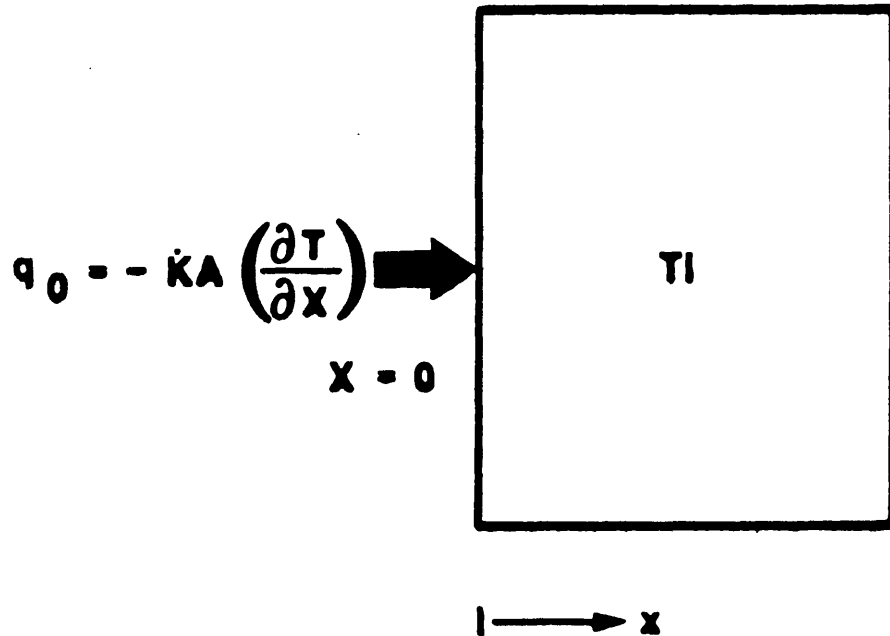 q₀ = - KA (∂T/∂X)
TI
X = 0
x